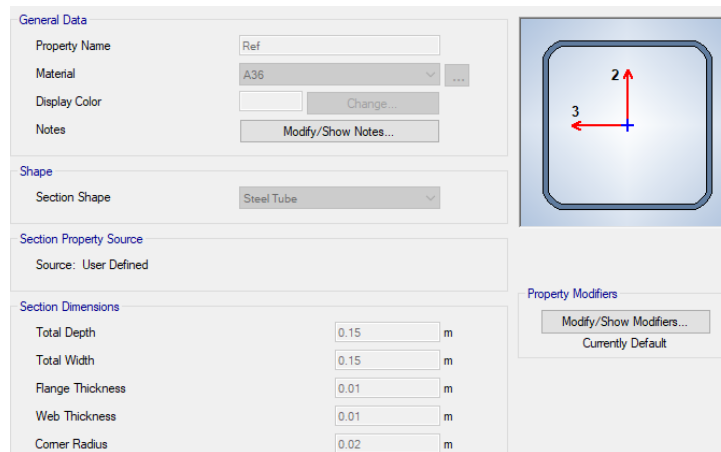 General Data
Property Name Ref
Material A36 ...
Display Color Change...
Notes Modify/Show Notes...
2
3
Shape
Section Shape Steel Tube
Section Property Source
Source: User Defined
Property Modifiers
Modify/Show Modifiers...
Currently Default
Section Dimensions
Total Depth 0.15 m
Total Width 0.15 m
Flange Thickness 0.01 m
Web Thickness 0.01 m
Corner Radius 0.02 m